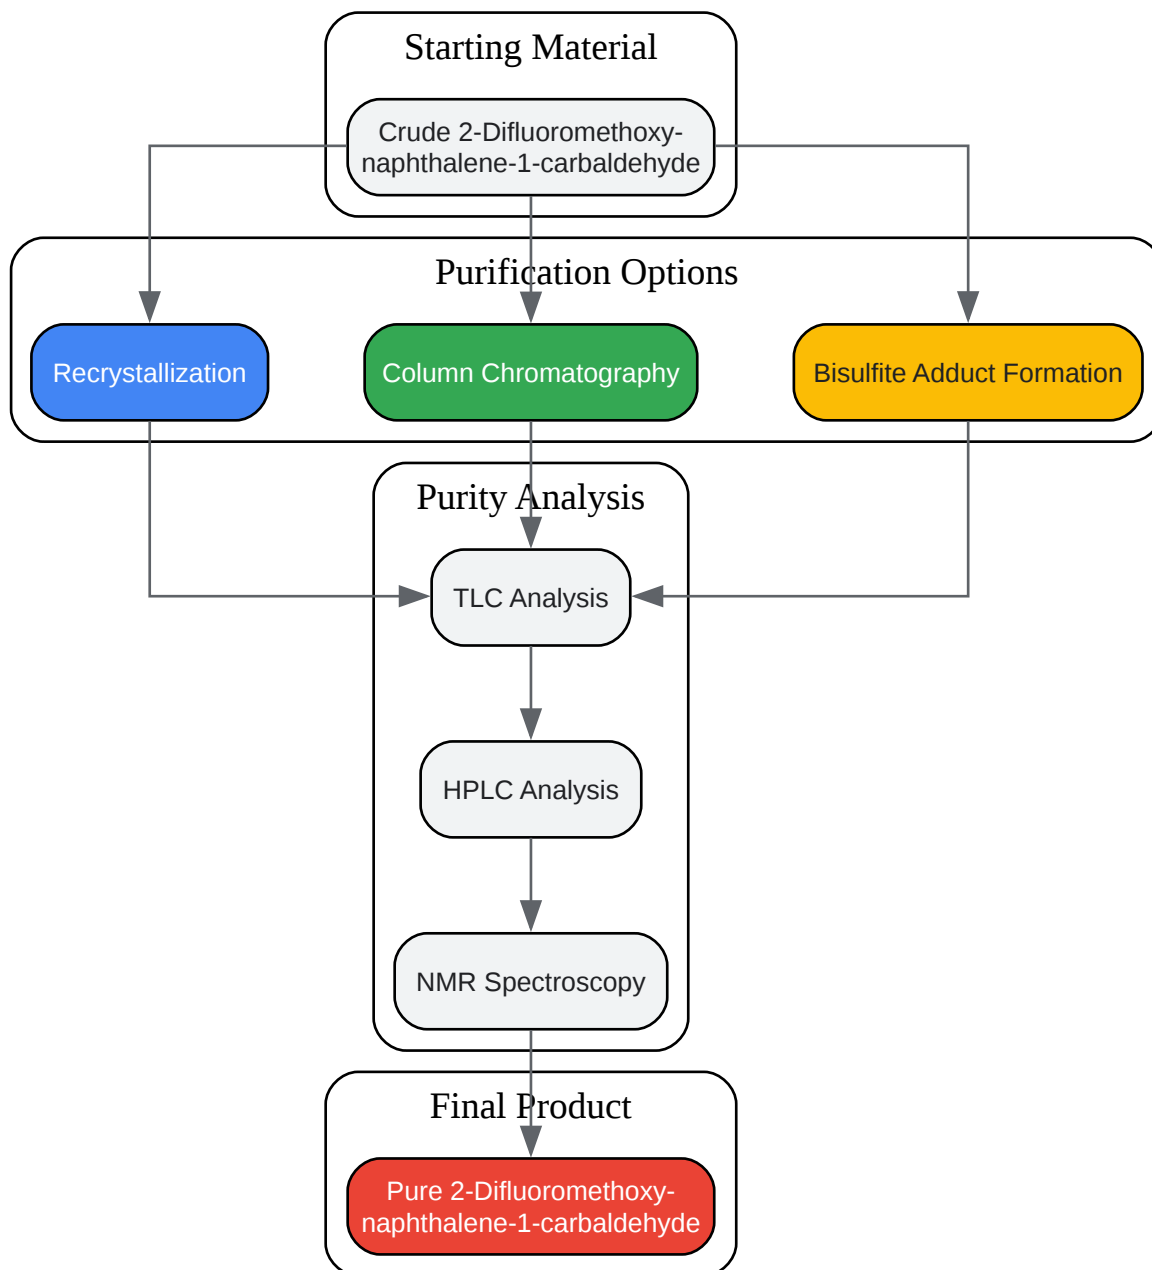 Starting Material
Crude 2-Difluoromethoxy-
naphthalene-1-carbaldehyde
Purification Options
Recrystallization
Column Chromatography
Bisulfite Adduct Formation
Purity Analysis
TLC Analysis
HPLC Analysis
NMR Spectroscopy
Final Product
Pure 2-Difluoromethoxy-
naphthalene-1-carbaldehyde